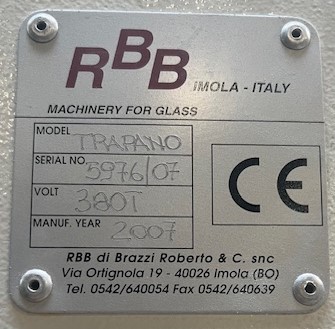 RBB
IMOLA - ITALY
MACHINERY FOR GLASS
MODEL TRAPANO
SERIAL NO. 5976/07
VOLT 380T
MANUF. YEAR 2007
CE
RBB di Brazzi Roberto & C. snc
Via Ortignola 19 - 40026 Imola (BO)
Tel. 0542/640054 Fax 0542/640639